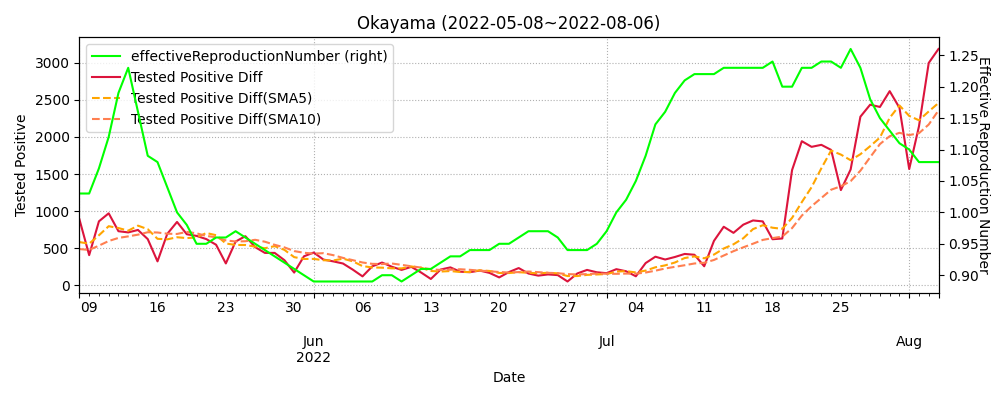 Okayama (2022-05-08~2022-08-06)
effectiveReproductionNumber (right)
Tested Positive Diff
Tested Positive Diff(SMA5)
Tested Positive Diff(SMA10)
Tested Positive
3000
2500
2000
1500
1000
500
0
1.25
1.20
1.15
1.10
1.05
1.00
0.95
0.90
Effective Reproduction Number
09 16 23 30 06 13 20 27 04 11 18 25
Jun Jul Aug
2022
Date